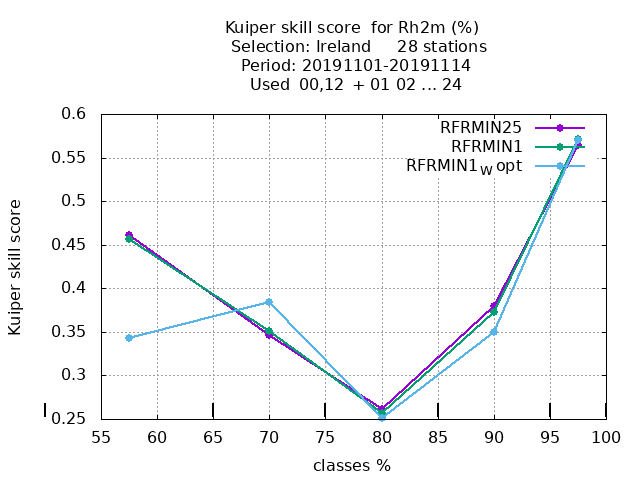 Kuiper skill score  for Rh2m (%)
Selection: Ireland     28 stations
Period: 20191101-20191114
Used  00,12  + 01 02 ... 24
RFRMIN25
RFRMIN1
RFRMIN1W opt
Kuiper skill score
0.6
0.55
0.5
0.45
0.4
0.35
0.3
0.25
55 60 65 70 75 80 85 90 95 100
classes %